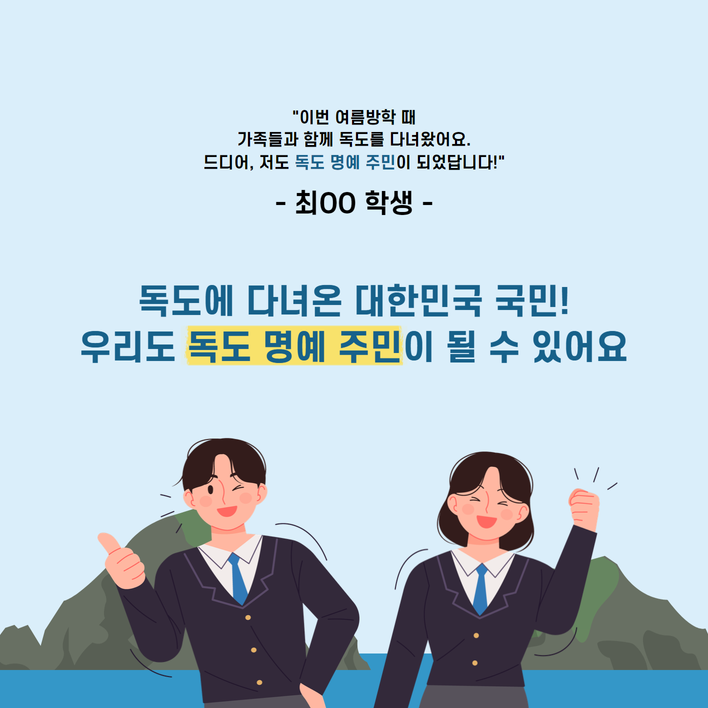 "이번 여름방학 때
가족들과 함께 독도를 다녀왔어요.
드디어, 저도 독도 명예 주민이 되었답니다!"
- 최OO 학생 -
독도에 다녀온 대한민국 국민!
우리도 독도 명예 주민이 될 수 있어요